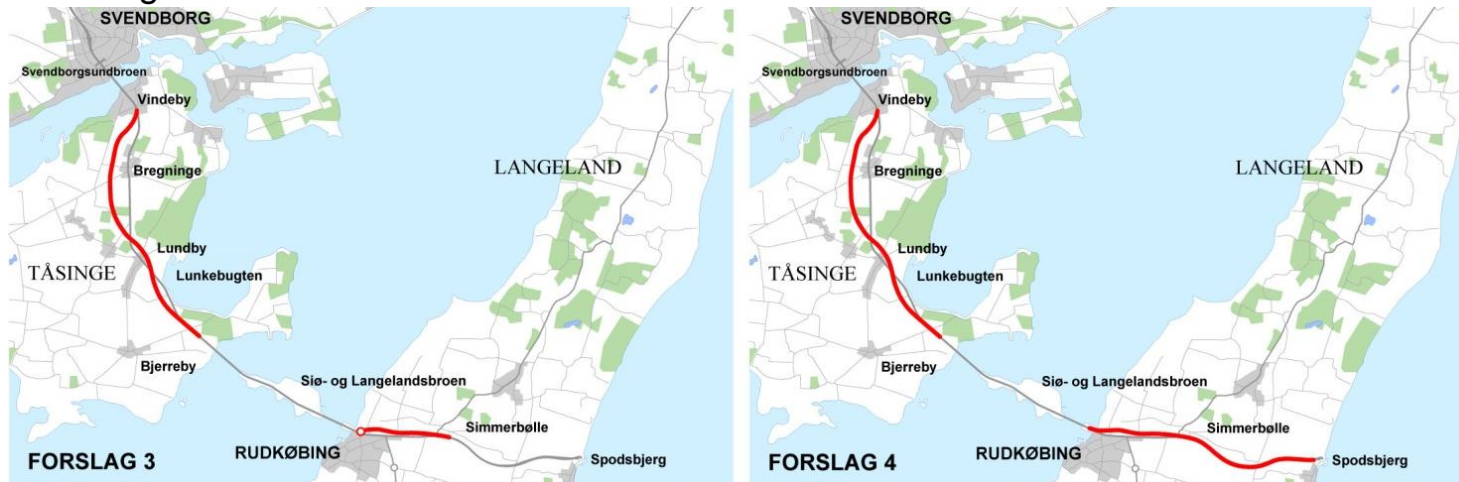 SVENDBORG
Svendborgsundbroen
Vindeby
Bregninge
LANGELAND
Lundby
TÅSINGE
Lunkebugten
Bjerreby
Siø- og Langelandsbroen
Simmerbølle
RUDKØBING
Spodsbjerg
FORSLAG 3
SVENDBORG
Svendborgsundbroen
Vindeby
Bregninge
LANGELAND
Lundby
TÅSINGE
Lunkebugten
Bjerreby
Siø- og Langelandsbroen
Simmerbølle
RUDKØBING
Spodsbjerg
FORSLAG 4